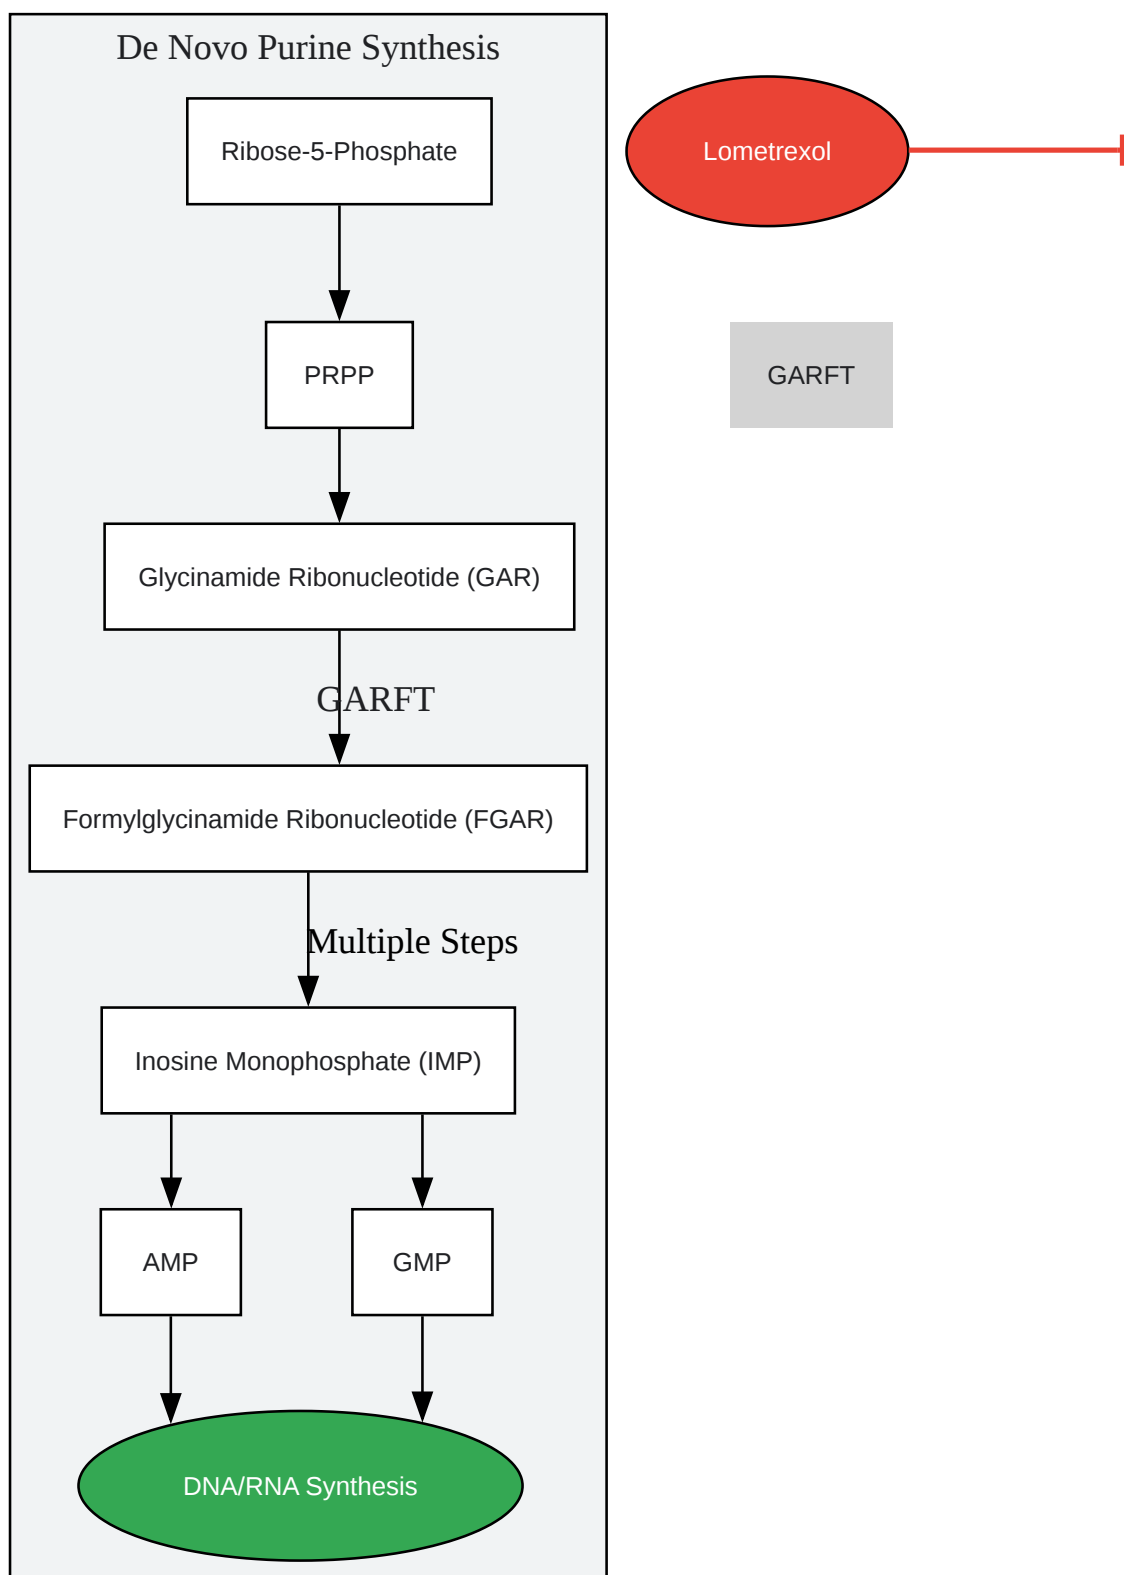 De Novo Purine Synthesis
Ribose-5-Phosphate
Lometrexol
PRPP
GARFT
Glycinamide Ribonucleotide (GAR)
GARFT
Formylglycinamide Ribonucleotide (FGAR)
Multiple Steps
Inosine Monophosphate (IMP)
AMP
GMP
DNA/RNA Synthesis